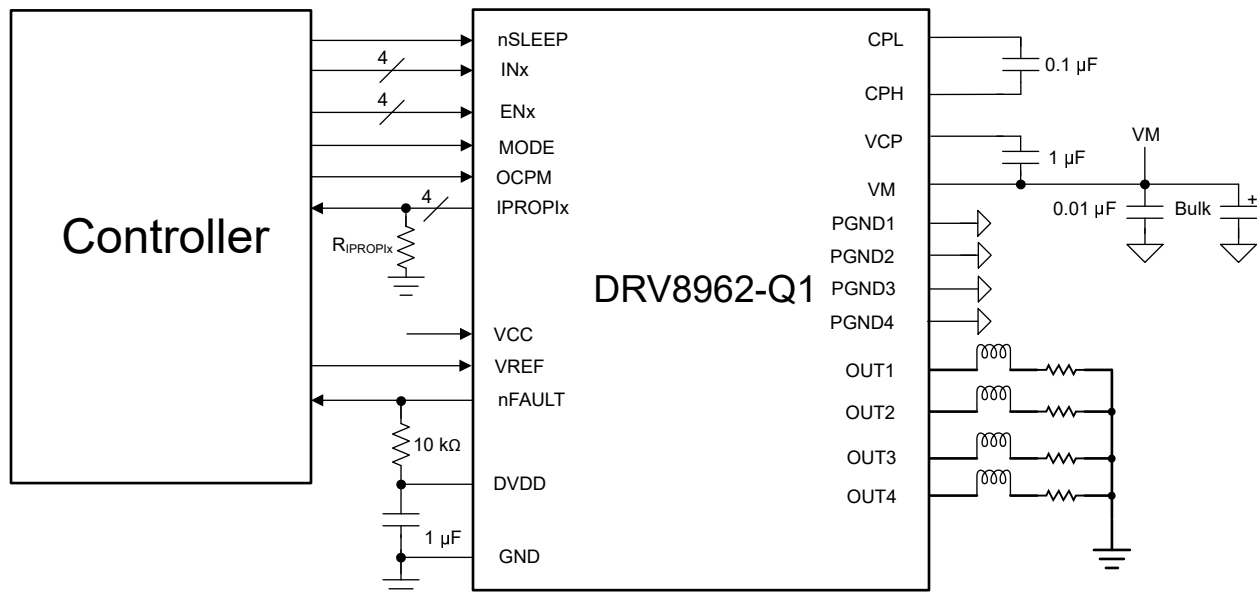 Controller
4
4
4
R_IPROPIx
10 kΩ
1 µF
nSLEEP
INx
ENx
MODE
OCPM
IPROPIx
VCC
VREF
nFAULT
DVDD
GND
DRV8962-Q1
CPL
CPH
VCP
VM
PGND1
PGND2
PGND3
PGND4
OUT1
OUT2
OUT3
OUT4
0.1 µF
1 µF
VM
0.01 µF
Bulk
+